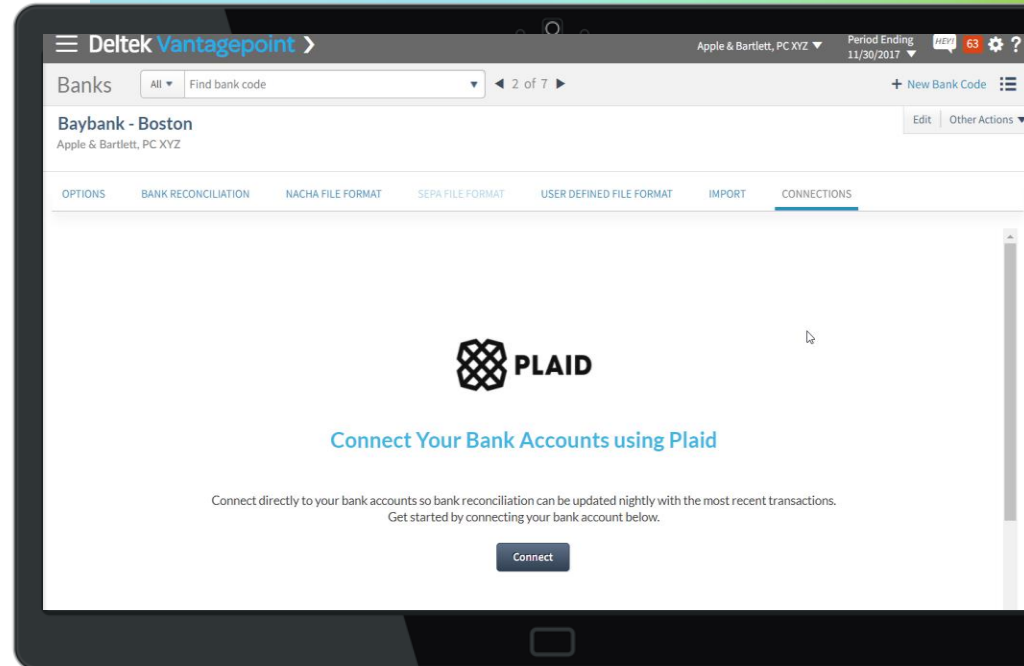 Deltek Vantagepoint
Apple & Bartlett, PC XYZ
Period Ending
11/30/2017
HEY!
63
?
Banks
All
Find bank code
2 of 7
+ New Bank Code
Baybank - Boston
Apple & Bartlett, PC XYZ
Edit
Other Actions
OPTIONS
BANK RECONCILIATION
NACHA FILE FORMAT
SEPA FILE FORMAT
USER DEFINED FILE FORMAT
IMPORT
CONNECTIONS
PLAID
Connect Your Bank Accounts using Plaid
Connect directly to your bank accounts so bank reconciliation can be updated nightly with the most recent transactions.
Get started by connecting your bank account below.
Connect